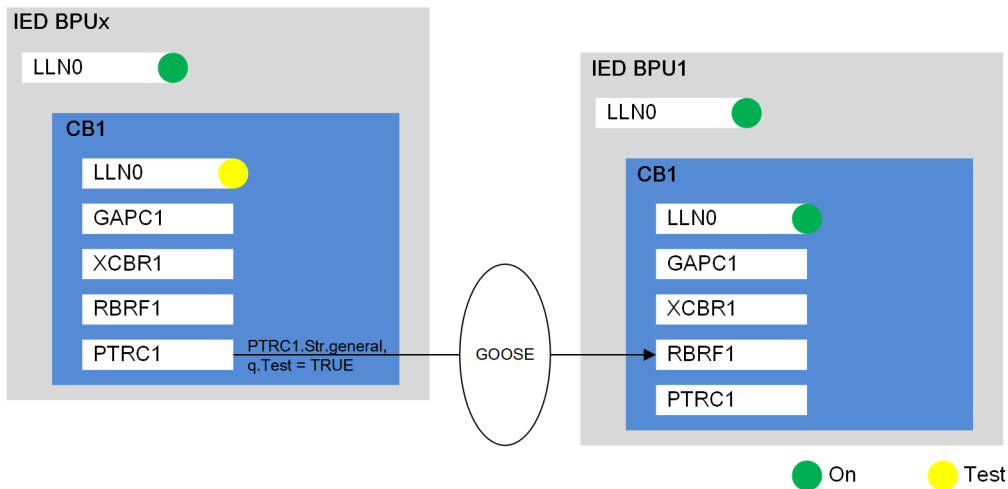 IED BPUx
LLN0
CB1
LLN0
GAPC1
XCBR1
RBRF1
PTRC1
PTRC1.Str.general,
q.Test = TRUE
GOOSE
IED BPU1
LLN0
CB1
LLN0
GAPC1
XCBR1
RBRF1
PTRC1
On
Test